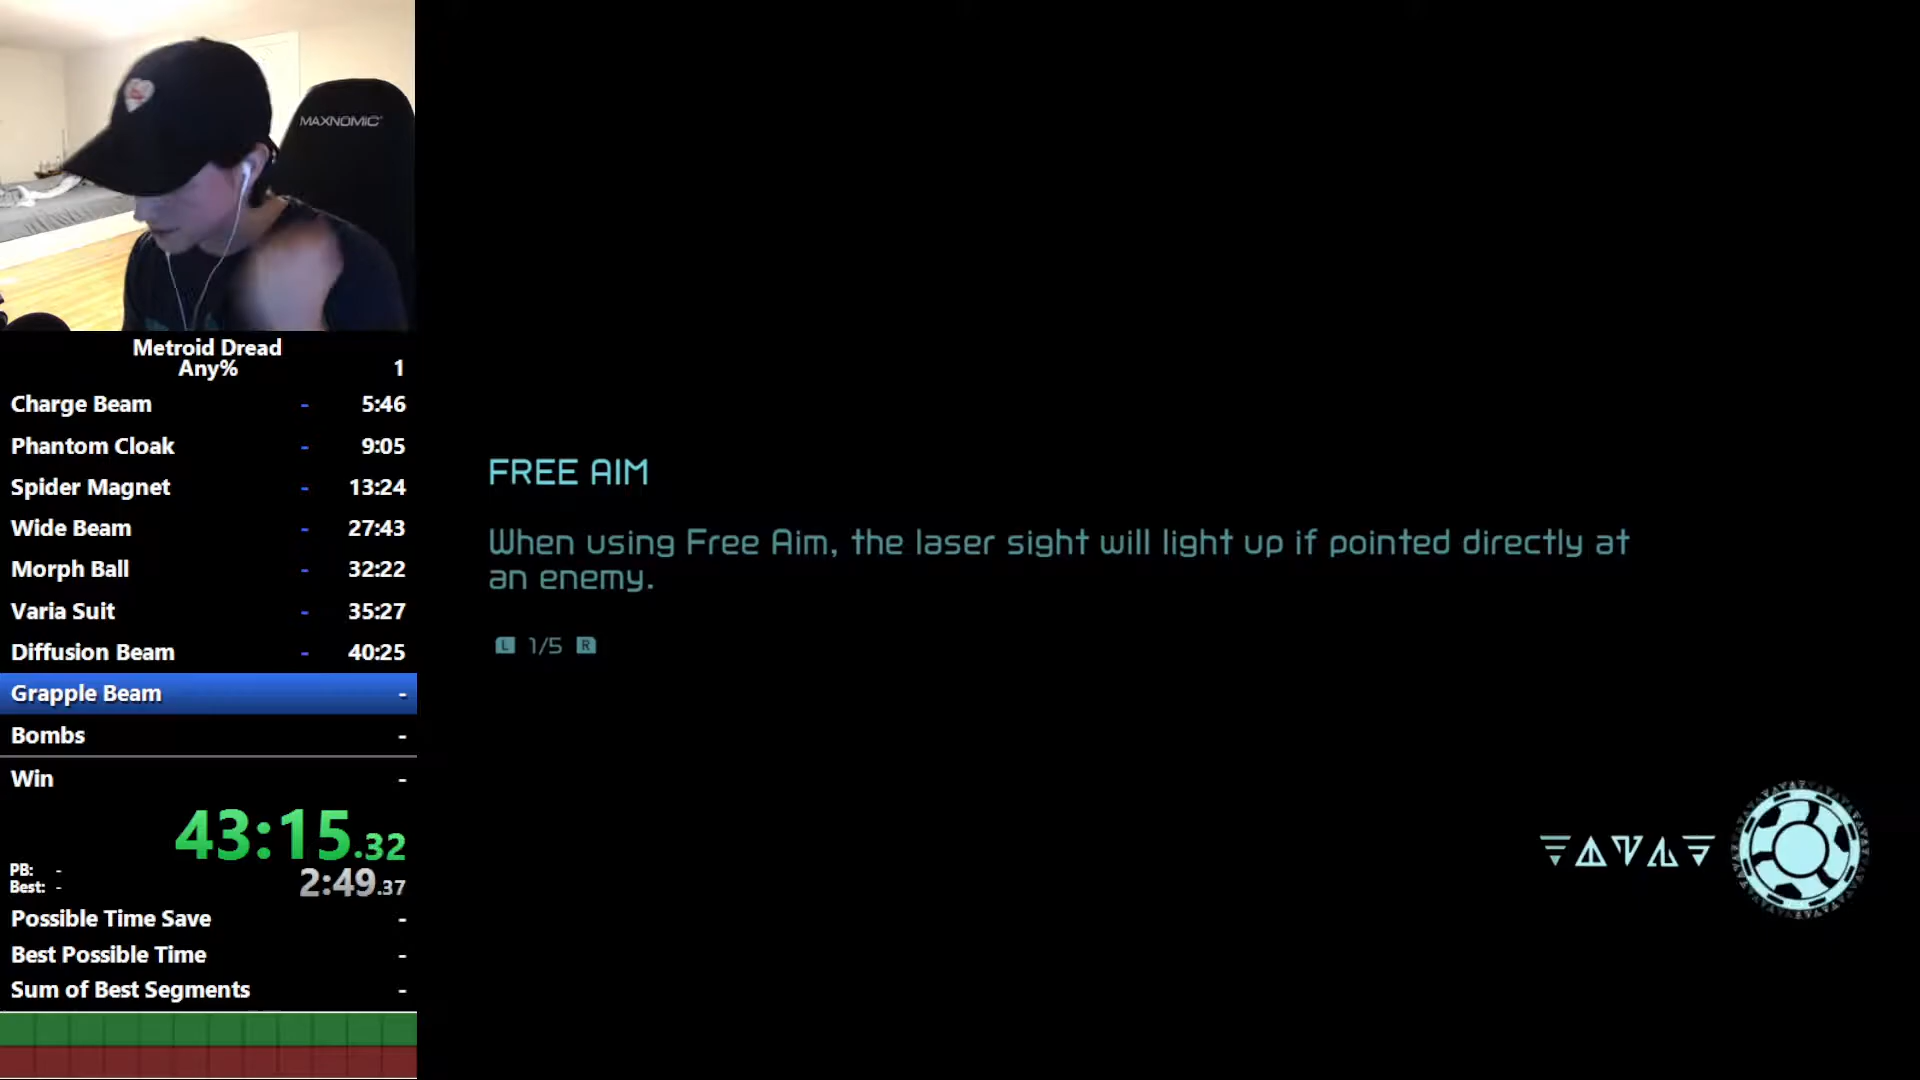 MAXNOMIC
Metroid Dread
Any% 1
Charge Beam - 5:46
Phantom Cloak - 9:05
Spider Magnet - 13:24
Wide Beam - 27:43
Morph Ball - 32:22
Varia Suit - 35:27
Diffusion Beam - 40:25
Grapple Beam -
Bombs -
Win -
43:15.32
PB: -
Best: -
2:49.37
Possible Time Save -
Best Possible Time -
Sum of Best Segments -
FREE AIM
When using Free Aim, the laser sight will light up if pointed directly at
an enemy.
L 1/5 R